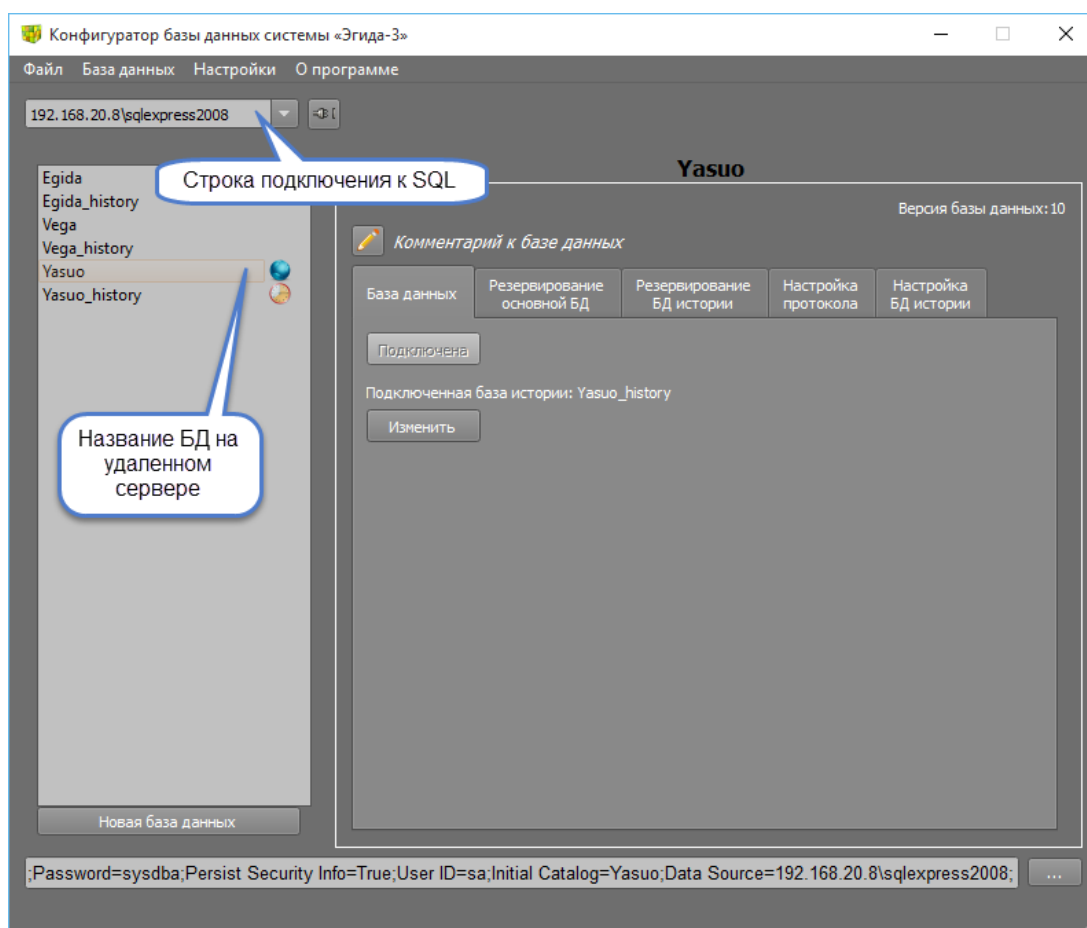 Конфигуратор базы данных системы «Эгида-3»
Файл База данных Настройки О программе
192.168.20.8\sqlexpress2008
Строка подключения к SQL
Egida
Egida_history
Vega
Vega_history
Yasuo
Yasuo_history
Название БД на
удаленном
сервере
Новая база данных
Yasuo
Версия базы данных:10
Комментарий к базе данных
База данных
Резервирование
основной БД
Резервирование
БД истории
Настройка
протокола
Настройка
БД истории
Подключена
Подключенная база истории: Yasuo_history
Изменить
;Password=sysdba;Persist Security Info=True;User ID=sa;Initial Catalog=Yasuo;Data Source=192.168.20.8\sqlexpress2008;
...